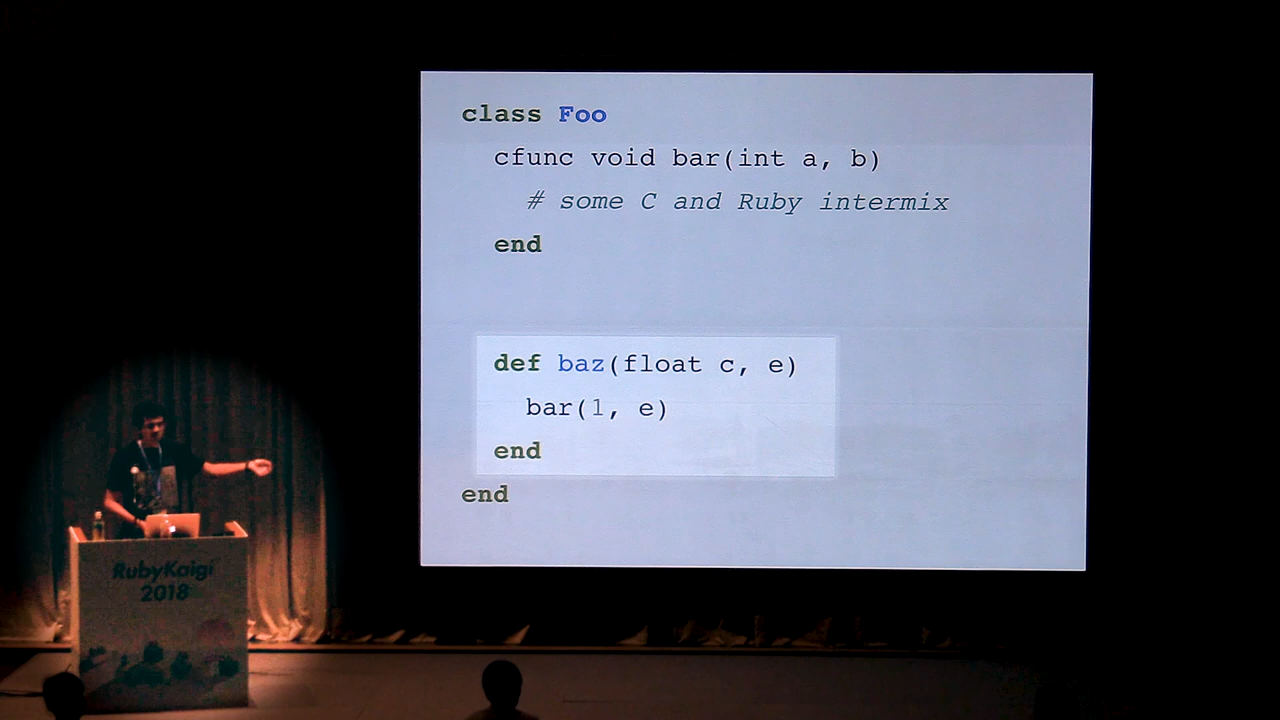 class Foo
cfunc void bar(int a, b)
# some C and Ruby intermix
end
def baz(float c, e)
bar(1, e)
end
end
RubyKaigi
2018